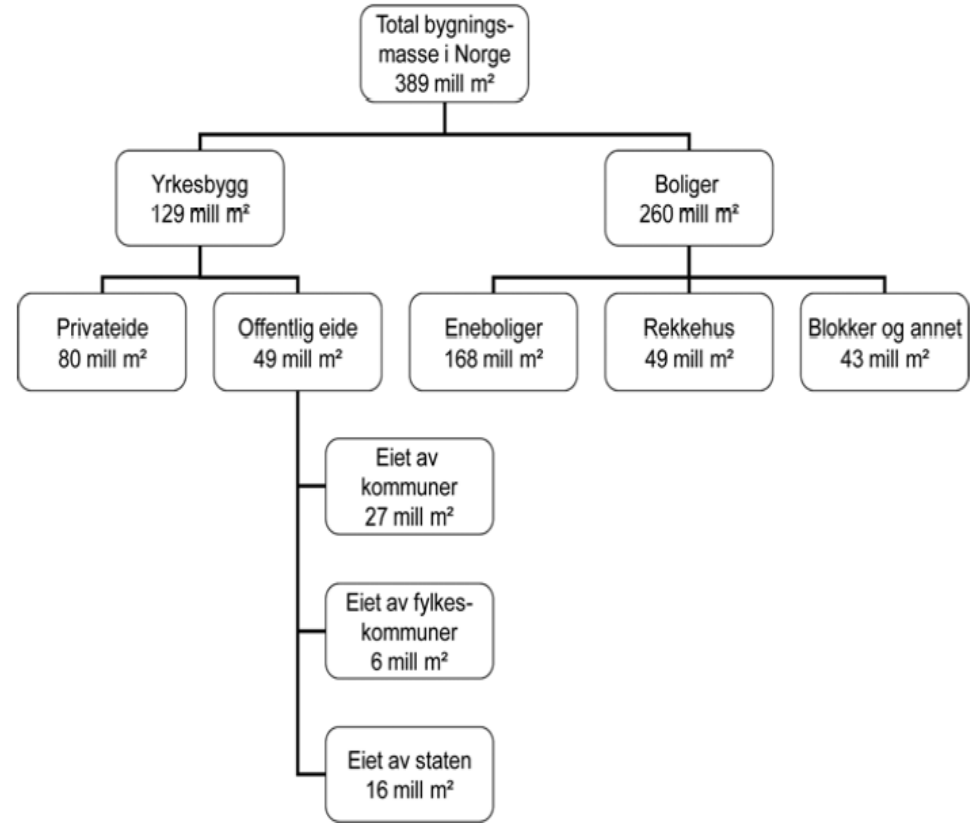 Total bygnings-
masse i Norge
389 mill m²
Yrkesbygg
129 mill m²
Boliger
260 mill m²
Privateide
80 mill m²
Offentlig eide
49 mill m²
Eneboliger
168 mill m²
Rekkehus
49 mill m²
Blokker og annet
43 mill m²
Eiet av
kommuner
27 mill m²
Eiet av fylkes-
kommuner
6 mill m²
Eiet av staten
16 mill m²